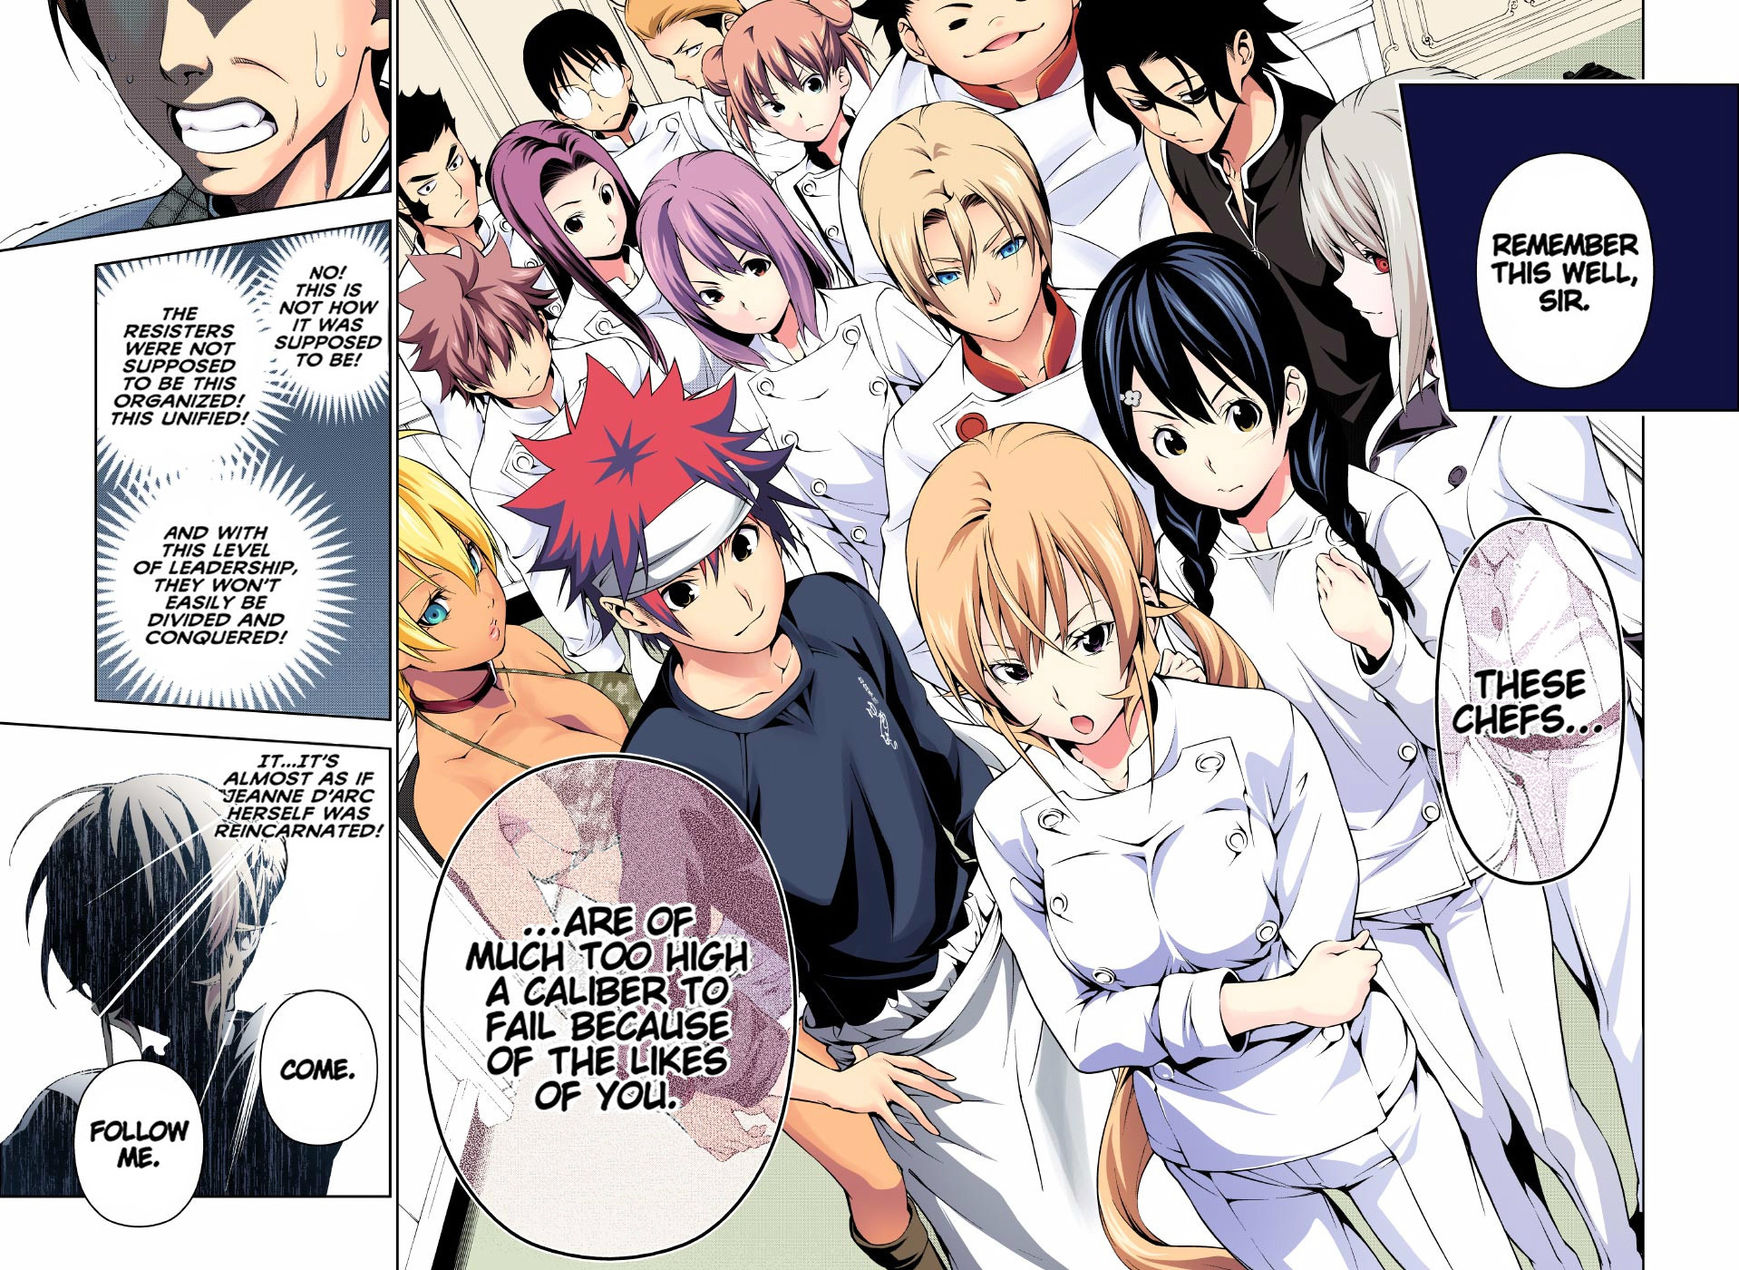 REMEMBER
THIS WELL,
SIR.
THESE
CHEFS...
...ARE OF
MUCH TOO HIGH
A CALIBER TO
FAIL BECAUSE
OF THE LIKES
OF YOU.
NO!
THIS IS
NOT HOW
IT WAS
SUPPOSED
TO BE!
THE
RESISTERS
WERE NOT
SUPPOSED
TO BE THIS
ORGANIZED!
THIS UNIFIED!
AND WITH
THIS LEVEL
OF LEADERSHIP,
THEY WON'T
EASILY BE
DIVIDED AND
CONQUERED!
IT...IT'S
ALMOST AS IF
JEANNE D'ARC
HERSELF WAS
REINCARNATED!
COME.
FOLLOW
ME.